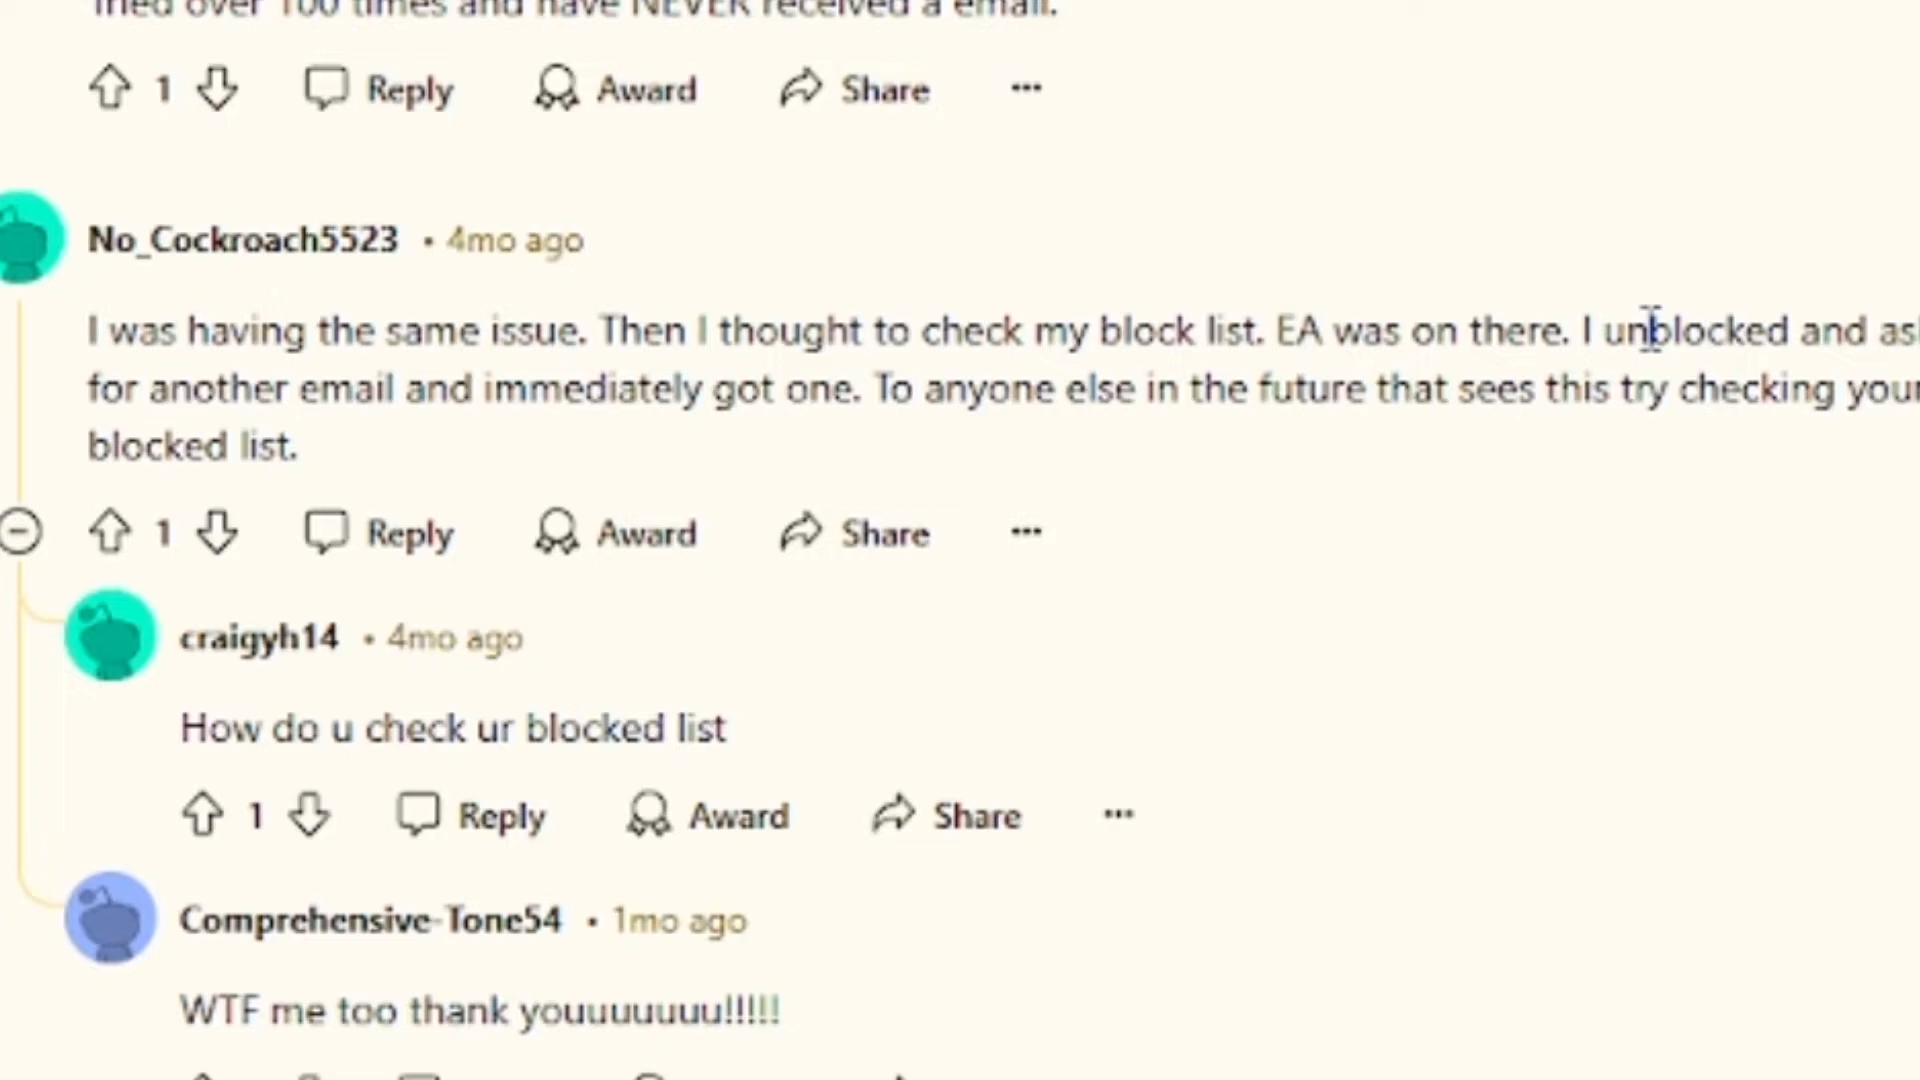 Tried over 100 times and have NEVER received a email.
1 Reply Award Share ...
No_Cockroach5523 • 4mo ago
I was having the same issue. Then I thought to check my block list. EA was on there. I unblocked and
for another email and immediately got one. To anyone else in the future that sees this try checking your
blocked list.
1 Reply Award Share ...
craigyh14 • 4mo ago
How do u check ur blocked list
1 Reply Award Share ...
Comprehensive-Tone54 • 1mo ago
WTF me too thank youuuuuuu!!!!!